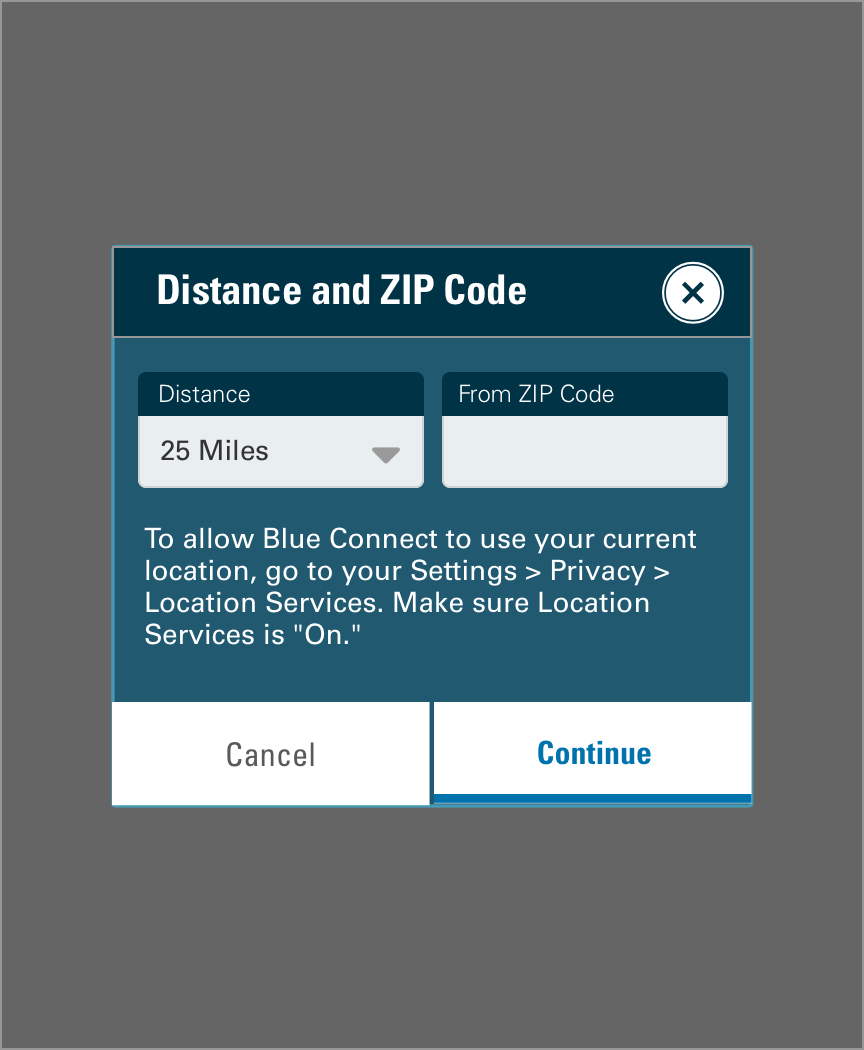 Distance and ZIP Code
Distance
From ZIP Code
25 Miles
To allow Blue Connect to use your current
location, go to your Settings > Privacy >
Location Services. Make sure Location
Services is "On."
Cancel
Continue